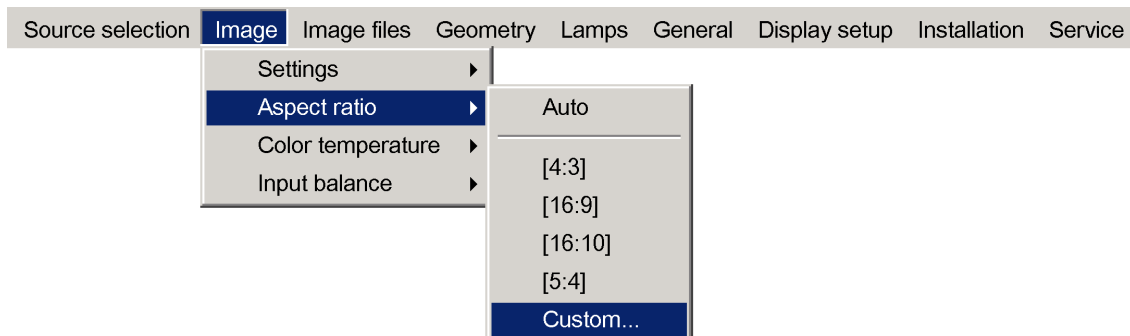 Source selection Image Image files Geometry Lamps General Display setup Installation Service
Settings
Aspect ratio
Color temperature
Input balance
Auto
[4:3]
[16:9]
[16:10]
[5:4]
Custom...